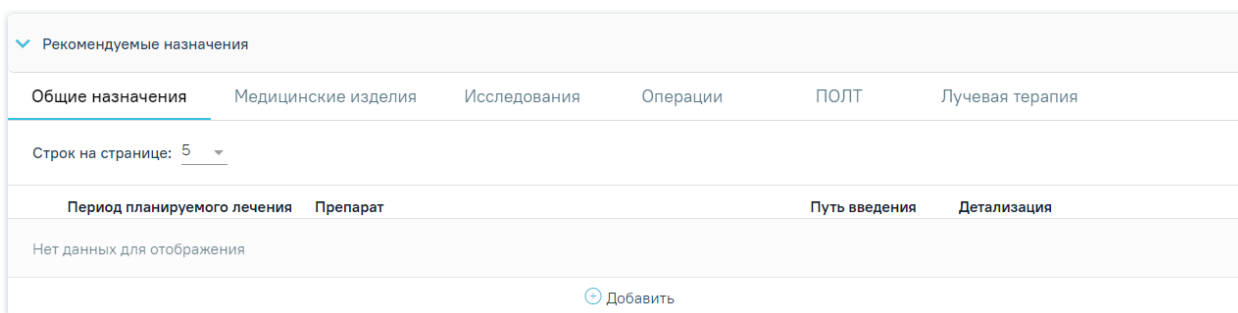 Рекомендуемые назначения
Общие назначения Медицинские изделия Исследования Операции ПОЛТ Лучевая терапия
Строк на странице: 5
Период планируемого лечения Препарат Путь введения Детализация
Нет данных для отображения
Добавить